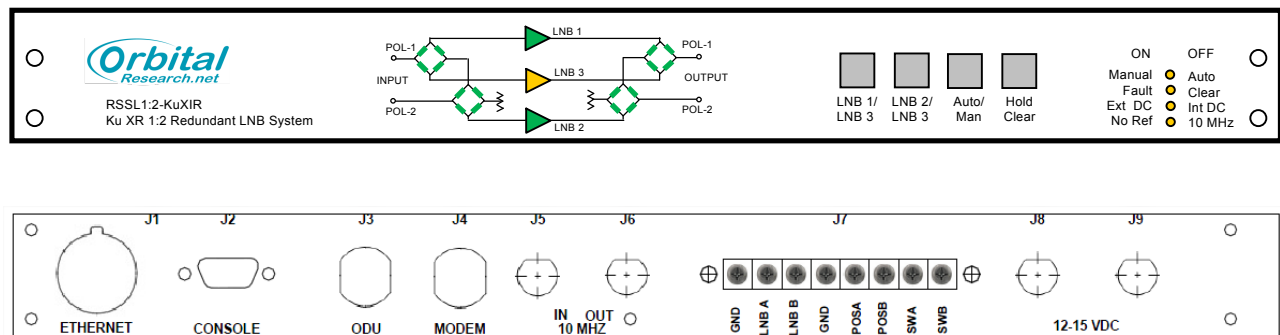 Orbital
Research.net
RSSL1:2-KuXIR
Ku XR 1:2 Redundant LNB System
POL-1
INPUT
POL-2
LNB 1
LNB 3
LNB 2
POL-1
OUTPUT
POL-2
LNB 1/
LNB 3
LNB 2/
LNB 3
Auto/
Man
Hold
Clear
ON OFF
Manual Auto
Fault Clear
Ext DC Int DC
No Ref 10 MHz
J1 J2 J3 J4 J5 J6 J7 J8 J9
ETHERNET
CONSOLE
ODU
MODEM
IN OUT
10 MHZ
GND
LNB A
LNB B
GND
POSA
POSB
SWA
SWB
12-15 VDC